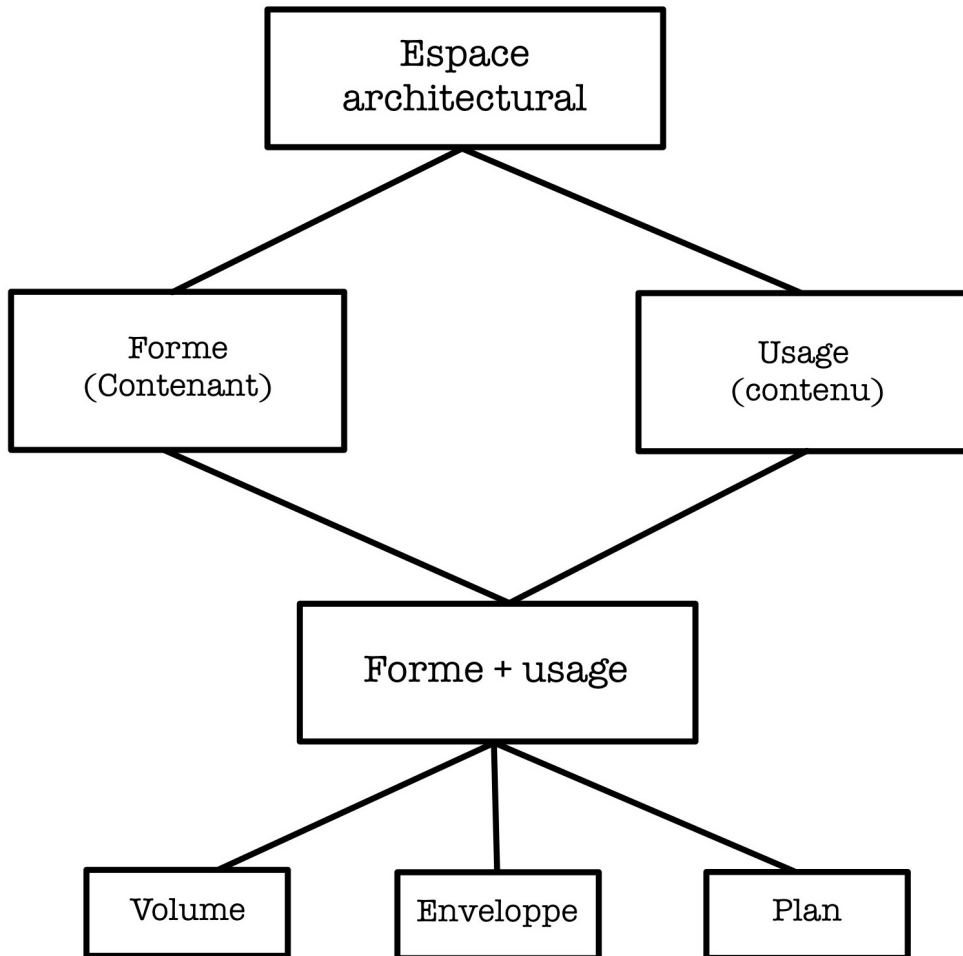 Espace
architectural
Forme
(Contenant)
Usage
(contenu)
Forme + usage
Volume
Enveloppe
Plan